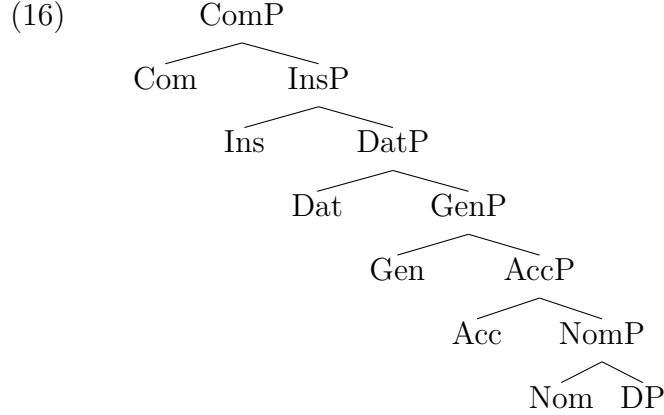 (16) ComP
Com InsP
Ins DatP
Dat GenP
Gen AccP
Acc NomP
Nom DP